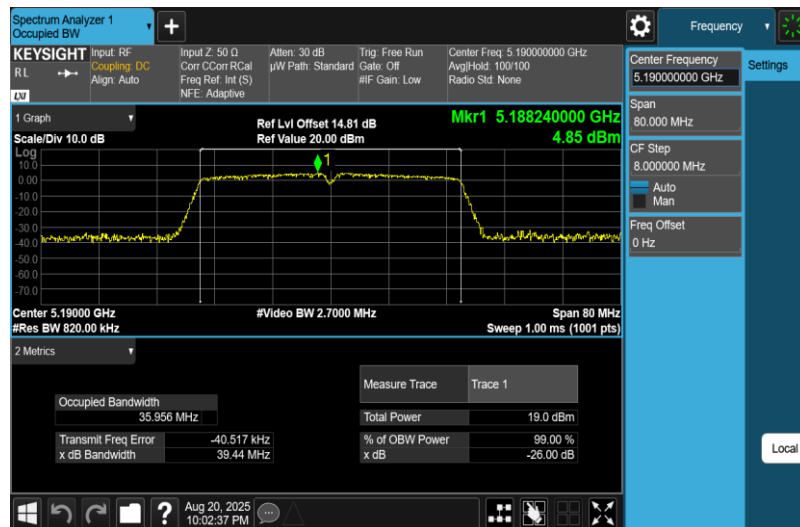 Spectrum Analyzer 1
Occupied BW
Frequency
KEYSIGHT
RL
LXI
Input: RF
Coupling: DC
Align: Auto
Input Z: 50 Ω
Corr CCorr RCal
Freq Ref: Int (S)
NFE: Adaptive
Atten: 30 dB
µW Path: Standard
Trig: Free Run
Gate: Off
#IF Gain: Low
Center Freq: 5.190000000 GHz
Avg|Hold: 100/100
Radio Std: None
Center Frequency
5.190000000 GHz
Settings
Span
80.000 MHz
CF Step
8.000000 MHz
Auto
Man
Freq Offset
0 Hz
Local
1 Graph
Scale/Div 10.0 dB
Ref Lvl Offset 14.81 dB
Ref Value 20.00 dBm
Mkr1 5.188240000 GHz
4.85 dBm
Log
10.0
0.00
-10.0
-20.0
-30.0
-40.0
-50.0
-60.0
-70.0
1
Center 5.19000 GHz
#Res BW 820.00 kHz
#Video BW 2.7000 MHz
Span 80 MHz
Sweep 1.00 ms (1001 pts)
2 Metrics
Occupied Bandwidth
35.956 MHz
Transmit Freq Error -40.517 kHz
x dB Bandwidth 39.44 MHz
Measure Trace Trace 1
Total Power 19.0 dBm
% of OBW Power 99.00 %
x dB -26.00 dB
?
Aug 20, 2025
10:02:37 PM